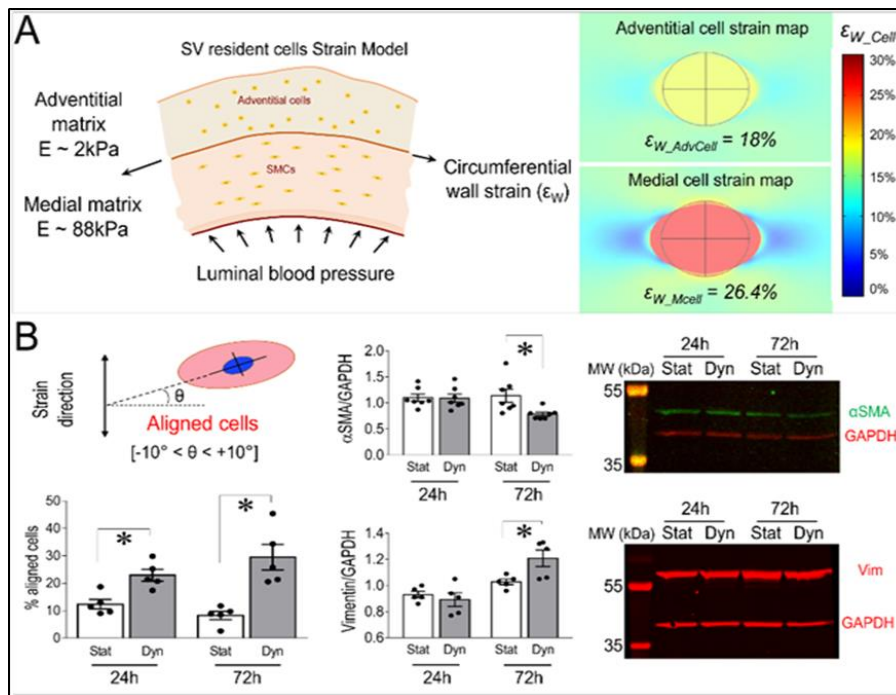 A
SV resident cells Strain Model
Adventitial cells
Adventitial
matrix
E ~ 2kPa
SMCs
Medial matrix
E ~ 88kPa
Circumferential
wall strain (εW)
Luminal blood pressure
Adventitial cell strain map
εW_AdvCell = 18%
Medial cell strain map
εW_Mcell = 26.4%
εW_Cell
30%
20%
10%
0%
B
Strain
direction
θ
Aligned cells
[-10° < θ < +10°]
% aligned cells
50
40
30
20
10
0
*
*
Stat Dyn Stat Dyn
24h 72h
αSMA/GAPDH
2.0
1.5
1.0
0.5
0.0
*
Stat Dyn Stat Dyn
24h 72h
Vimentin/GAPDH
1.4
1.2
1.0
0.8
0.6
*
Stat Dyn Stat Dyn
24h 72h
24h 72h
MW (kDa) Stat Dyn Stat Dyn
55
αSMA
GAPDH
35
24h 72h
MW (kDa) Stat Dyn Stat Dyn
Vim
55
GAPDH
35